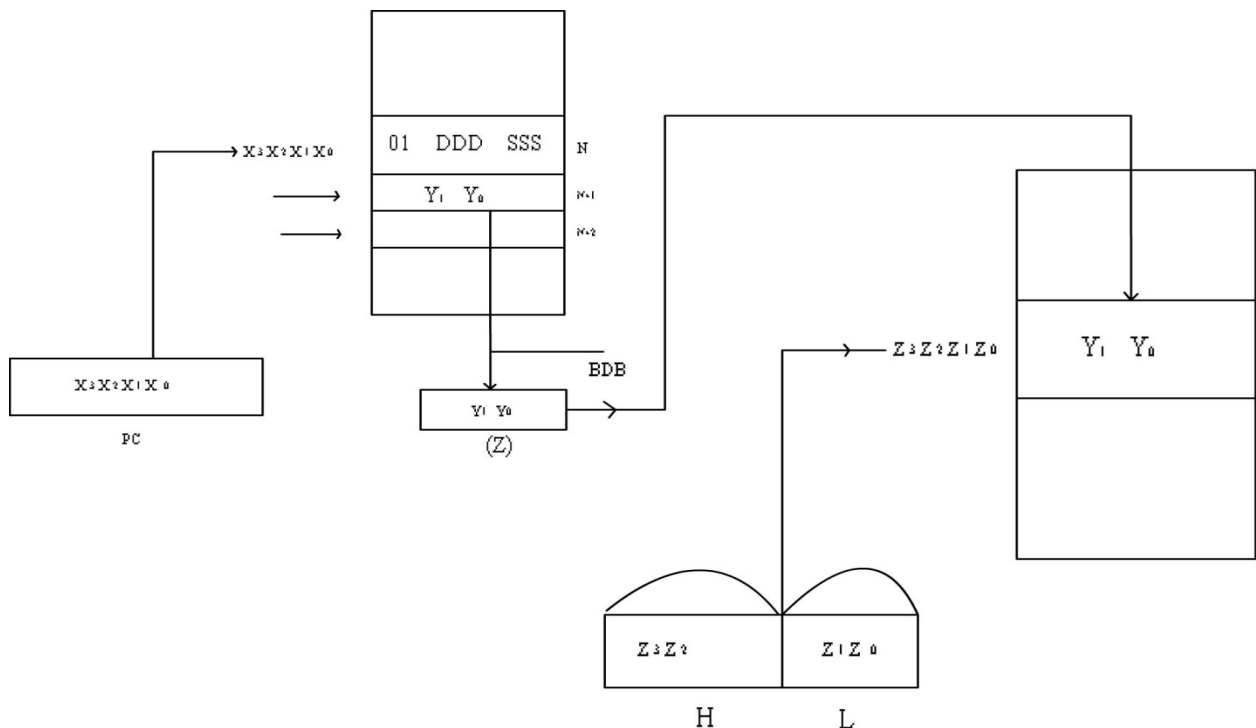 01 DDD SSS
N
X3X2X1X0
Y1 Y0
N+1
N+2
X3X2X1X0
PC
BDB
Y1 Y0
(Z)
Z3Z2Z1Z0
Y1 Y0
Z3Z2
Z1Z0
H
L